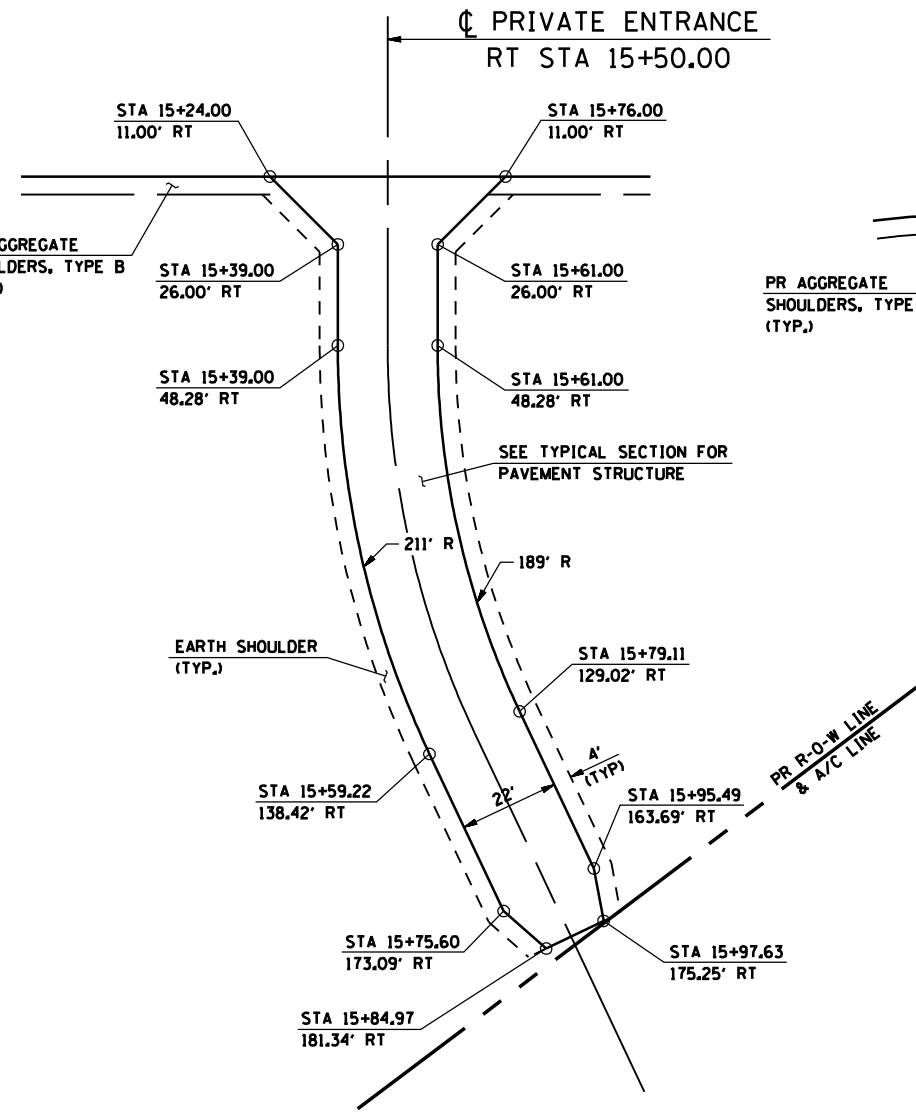 ℄ PRIVATE ENTRANCE
RT STA 15+50.00
STA 15+24.00
11.00' RT
STA 15+76.00
11.00' RT
GGREGATE
LDERS, TYPE B
)
STA 15+39.00
26.00' RT
STA 15+61.00
26.00' RT
PR AGGREGATE
SHOULDERS, TYPE
(TYP.)
STA 15+39.00
48.28' RT
STA 15+61.00
48.28' RT
SEE TYPICAL SECTION FOR
PAVEMENT STRUCTURE
211' R
189' R
EARTH SHOULDER
(TYP.)
STA 15+79.11
129.02' RT
PR R-O-W LINE
& A/C LINE
4'
(TYP)
STA 15+59.22
138.42' RT
22'
STA 15+95.49
163.69' RT
STA 15+75.60
173.09' RT
STA 15+97.63
175.25' RT
STA 15+84.97
181.34' RT